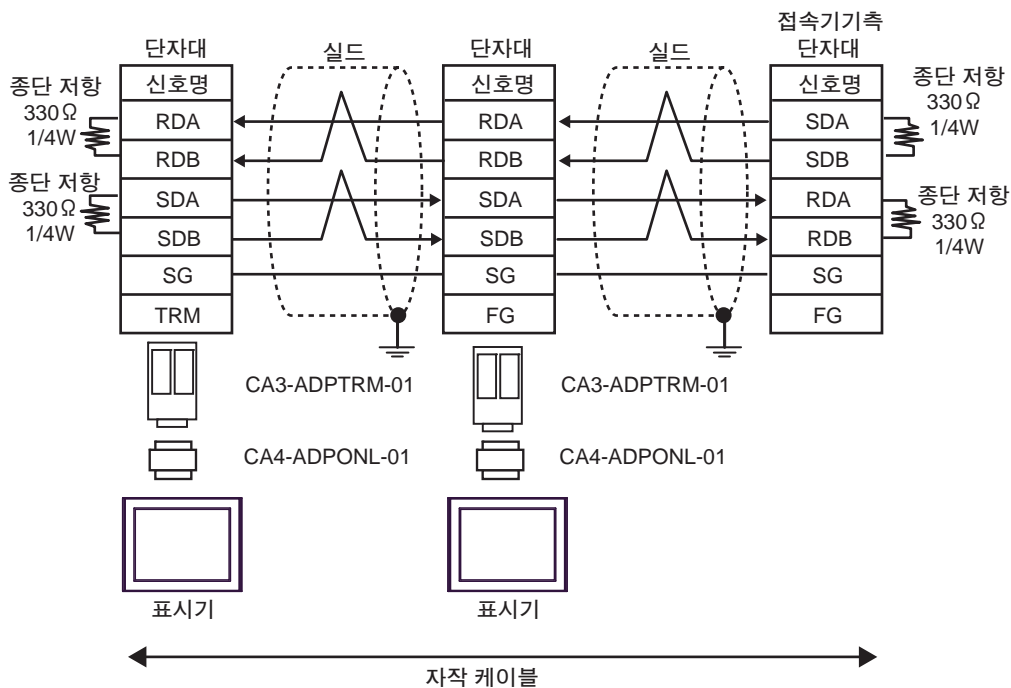 접속기기측
단자대
실드
단자대
실드
단자대
종단 저항
330Ω
1/4W
종단 저항
330Ω
1/4W
신호명
RDA
RDB
SDA
SDB
SG
TRM
신호명
RDA
RDB
SDA
SDB
SG
FG
신호명
SDA
SDB
RDA
RDB
SG
FG
종단 저항
330Ω
1/4W
종단 저항
330Ω
1/4W
CA3-ADPTRM-01
CA3-ADPTRM-01
CA4-ADPONL-01
CA4-ADPONL-01
표시기
표시기
자작 케이블